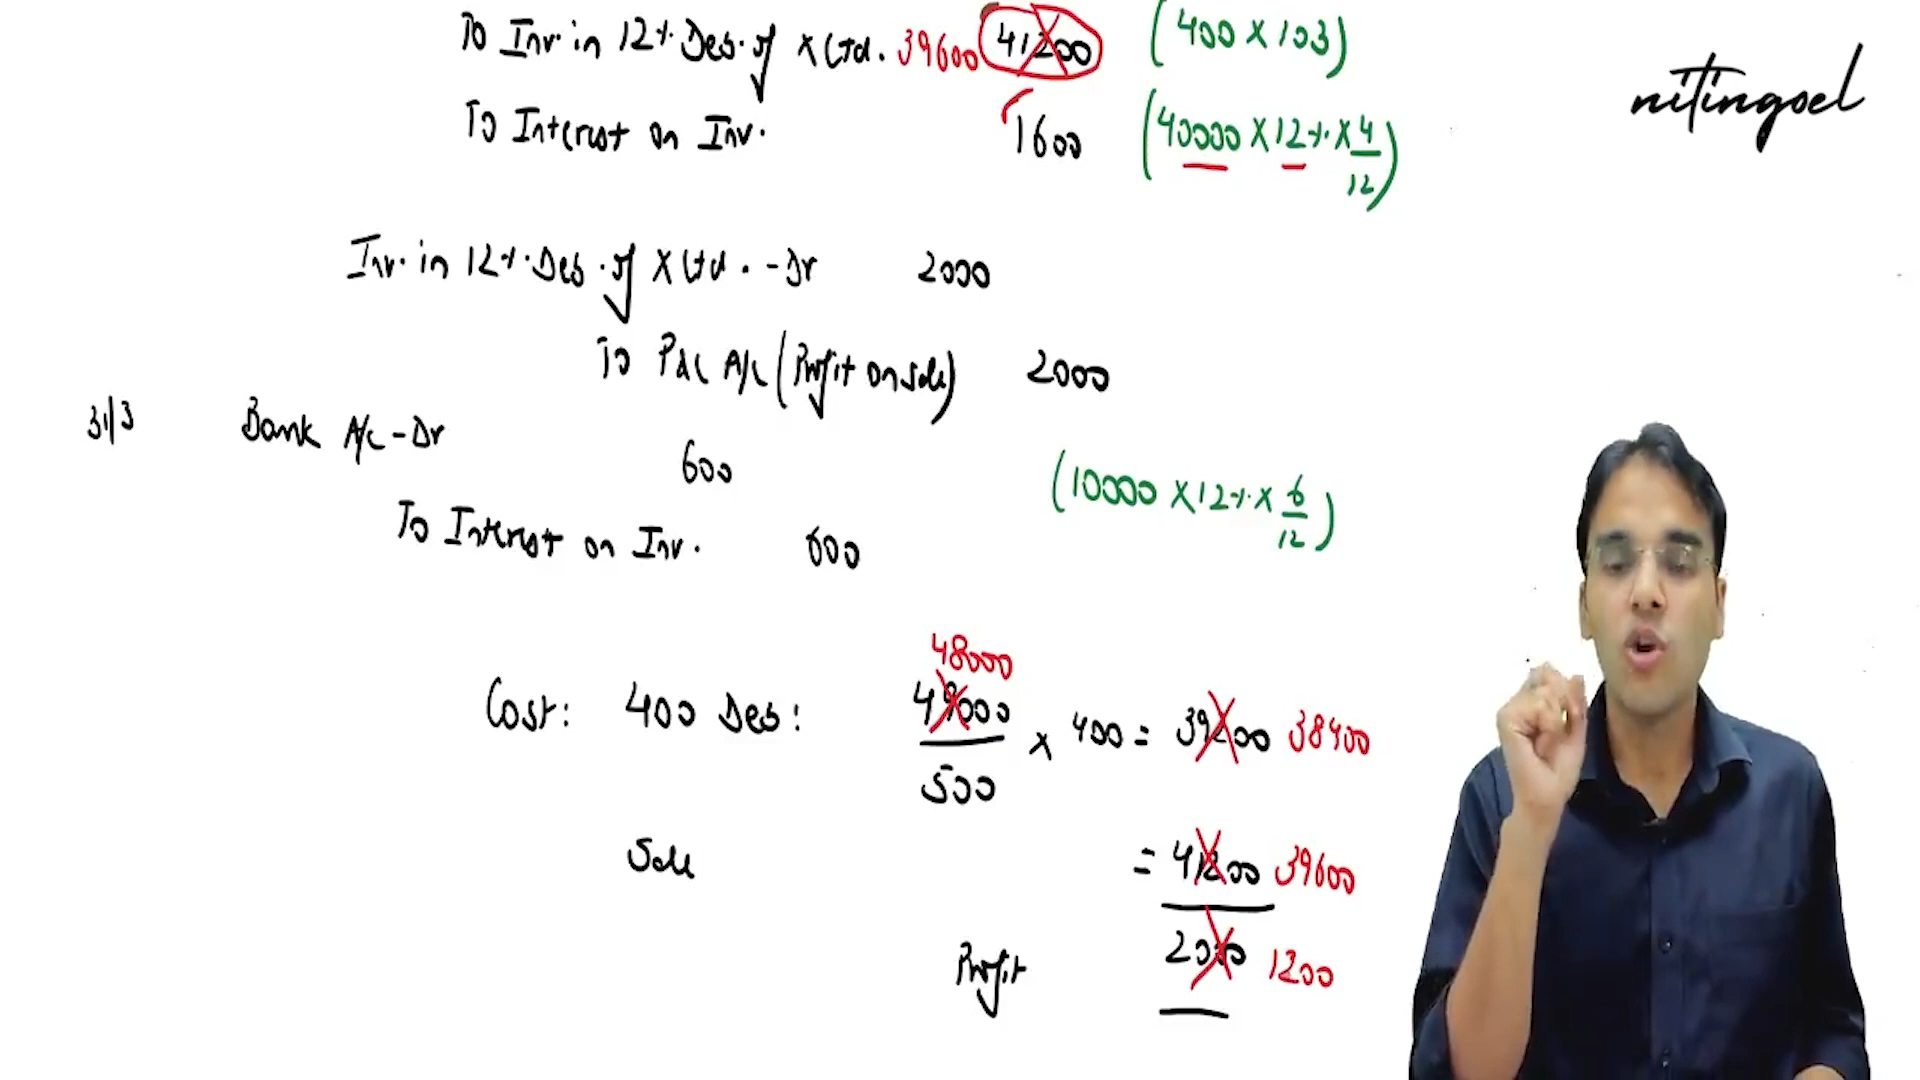 To Inv. in 12% Deb. of X Ltd. 39600 41200 (400 X 103)
nitingoel
To Interest on Inv. 1600 (40000 X 12% X 4/12)
Inv. in 12% Deb. of X Ltd. - Dr 2000
To P&L A/c (Profit on sale) 2000
31/3 Bank A/c - Dr 600
(10000 X 12% X 6/12)
To Interest on Inv. 600
48000
Cost: 400 Deb: 49000/500 X 400 = 39200 38400
Sale = 41200 39600
Profit 2000 1200